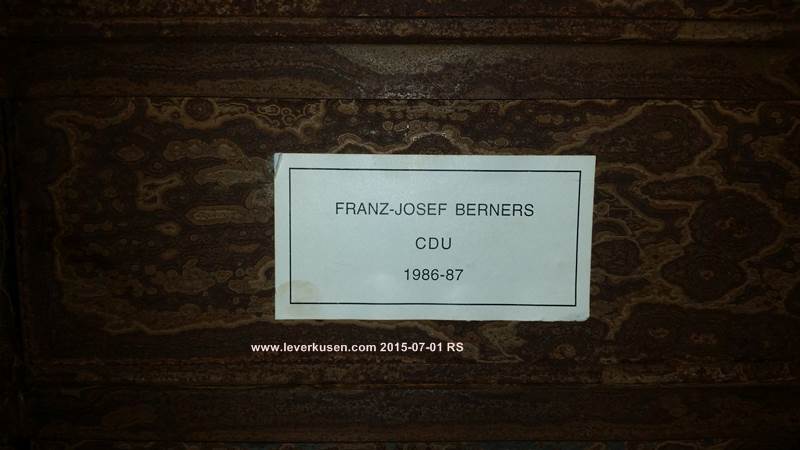 FRANZ-JOSEF BERNERS
CDU
1986-87
www.leverkusen.com 2015-07-01 RS